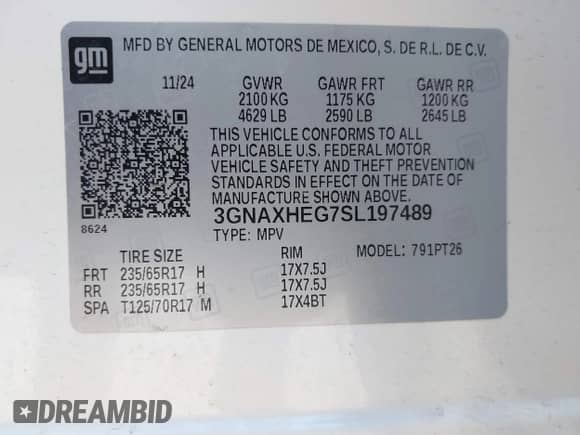 gm
MFD BY GENERAL MOTORS DE MEXICO, S. DE R.L. DE C.V.
11/24 GVWR GAWR FRT GAWR RR
2100 KG 1175 KG 1200 KG
4629 LB 2590 LB 2645 LB
THIS VEHICLE CONFORMS TO ALL
APPLICABLE U.S. FEDERAL MOTOR
VEHICLE SAFETY AND THEFT PREVENTION
STANDARDS IN EFFECT ON THE DATE OF
MANUFACTURE SHOWN ABOVE.
8624 3GNAXHEG7SL197489
TYPE: MPV MODEL: 791PT26
TIRE SIZE RIM
FRT 235/65R17 H 17X7.5J
RR 235/65R17 H 17X7.5J
SPA T125/70R17 M 17X4BT
DREAMBID